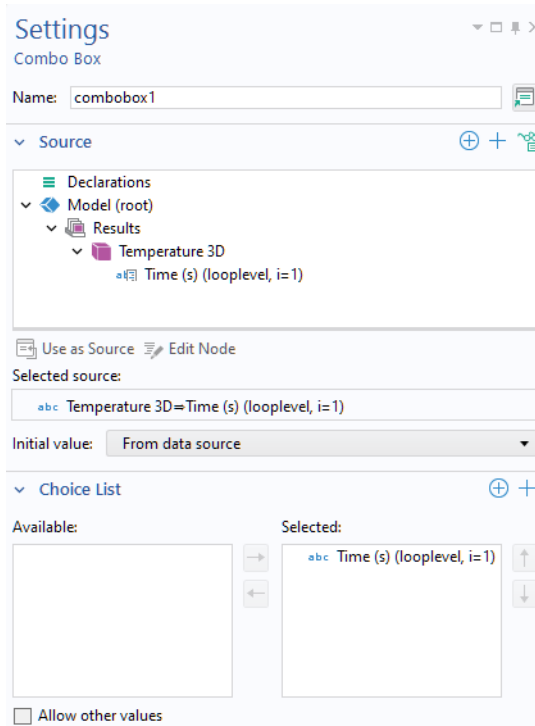 Settings
Combo Box
Name: combobox1
Source
Declarations
Model (root)
Results
Temperature 3D
Time (s) (looplevel, i=1)
Use as Source Edit Node
Selected source:
abc Temperature 3D⇒Time (s) (looplevel, i=1)
Initial value: From data source
Choice List
Available: Selected:
abc Time (s) (looplevel, i=1)
Allow other values